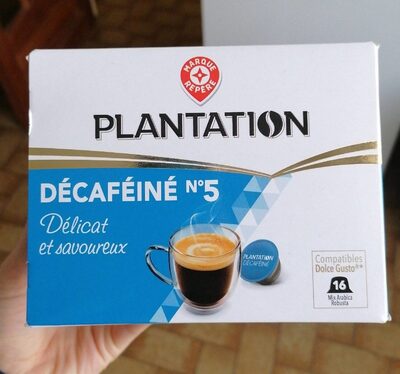 MARQUE
REPÈRE
PLANTATION
DÉCAFÉINÉ N°5
Délicat
et savoureux
PLANTATION
DÉCAFÉINÉ
Compatibles
Dolce Gusto®*
16
Mix Arabica
Robusta